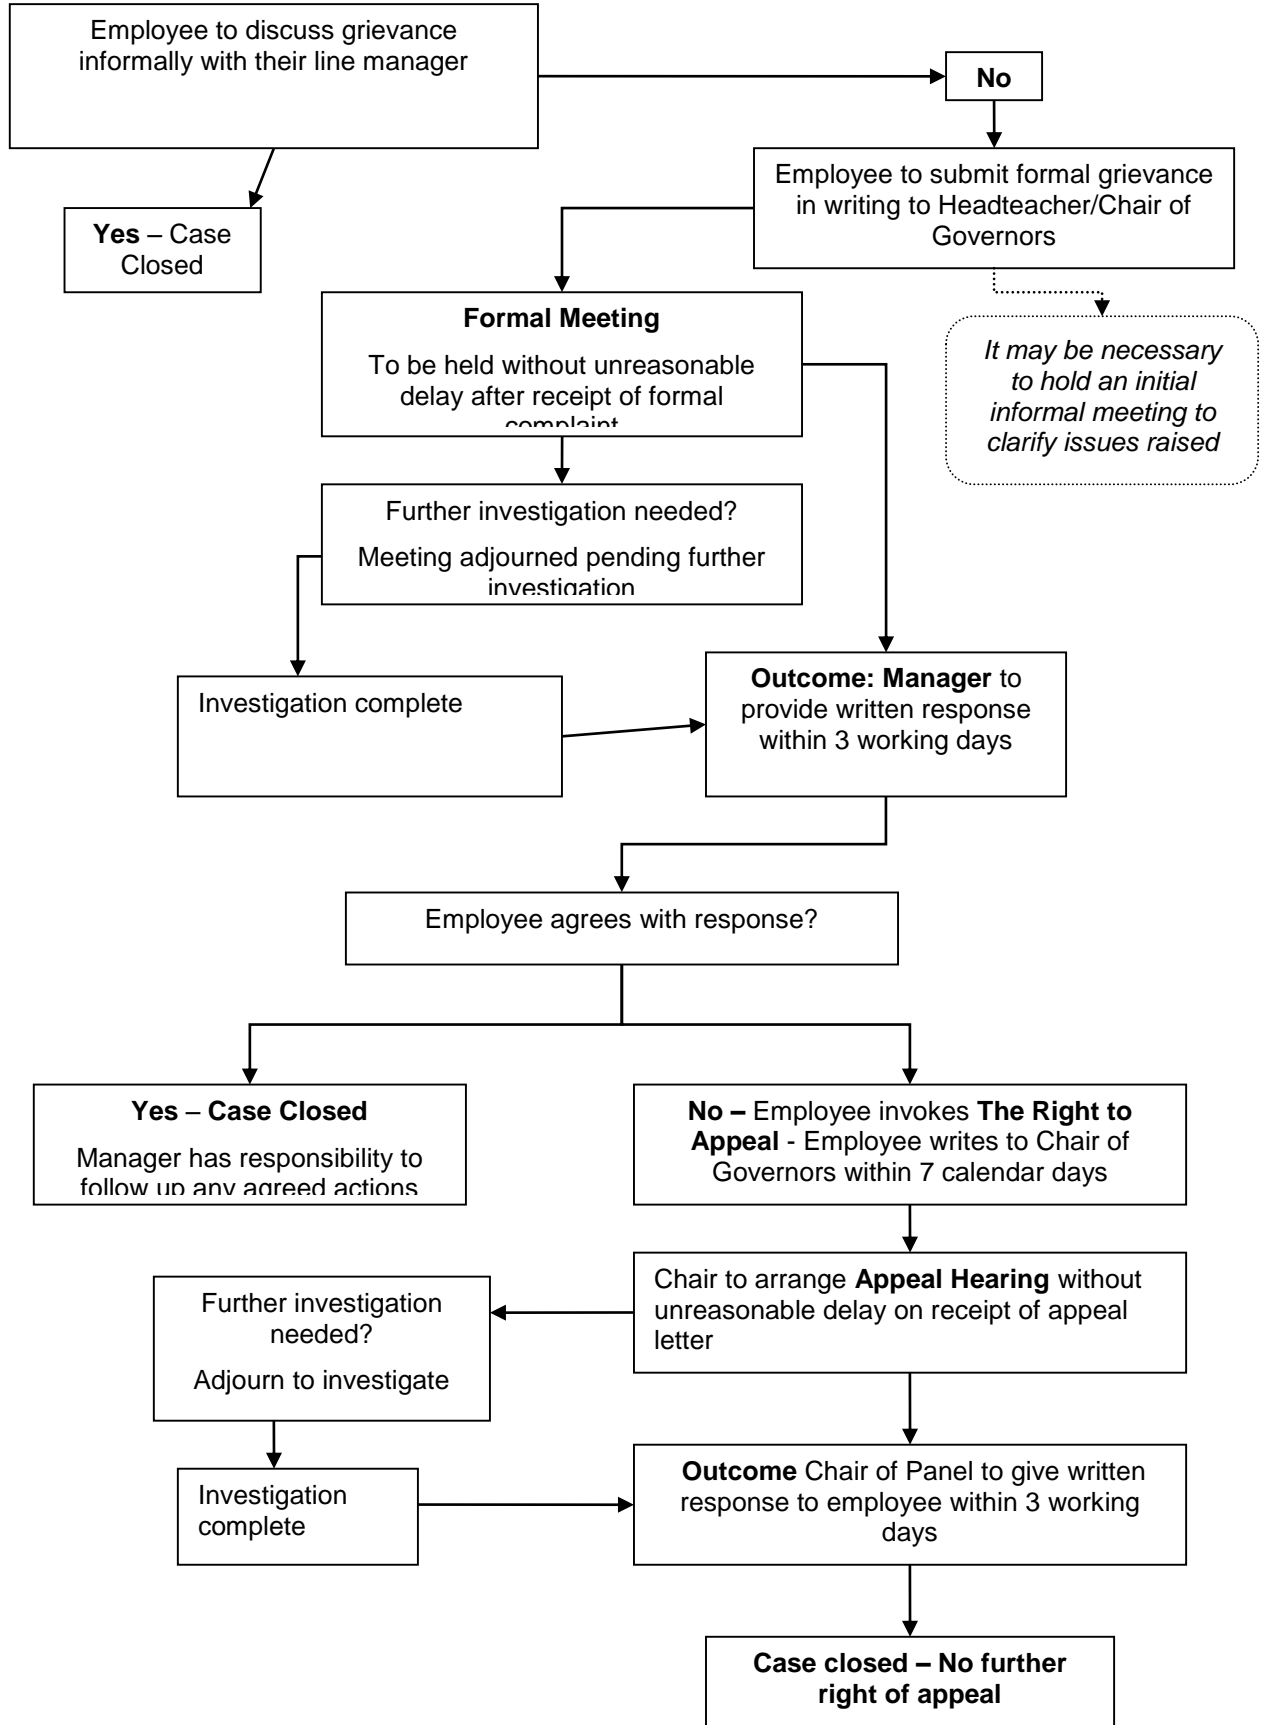 Employee to discuss grievance
informally with their line manager
No
Yes – Case
Closed
Employee to submit formal grievance
in writing to Headteacher/Chair of
Governors
Formal Meeting
To be held without unreasonable
delay after receipt of formal
complaint
It may be necessary
to hold an initial
informal meeting to
clarify issues raised
Further investigation needed?
Meeting adjourned pending further
investigation
Investigation complete
Outcome: Manager to
provide written response
within 3 working days
Employee agrees with response?
Yes – Case Closed
Manager has responsibility to
follow up any agreed actions
No – Employee invokes The Right to
Appeal - Employee writes to Chair of
Governors within 7 calendar days
Chair to arrange Appeal Hearing without
unreasonable delay on receipt of appeal
letter
Further investigation
needed?
Adjourn to investigate
Investigation
complete
Outcome Chair of Panel to give written
response to employee within 3 working
days
Case closed – No further
right of appeal